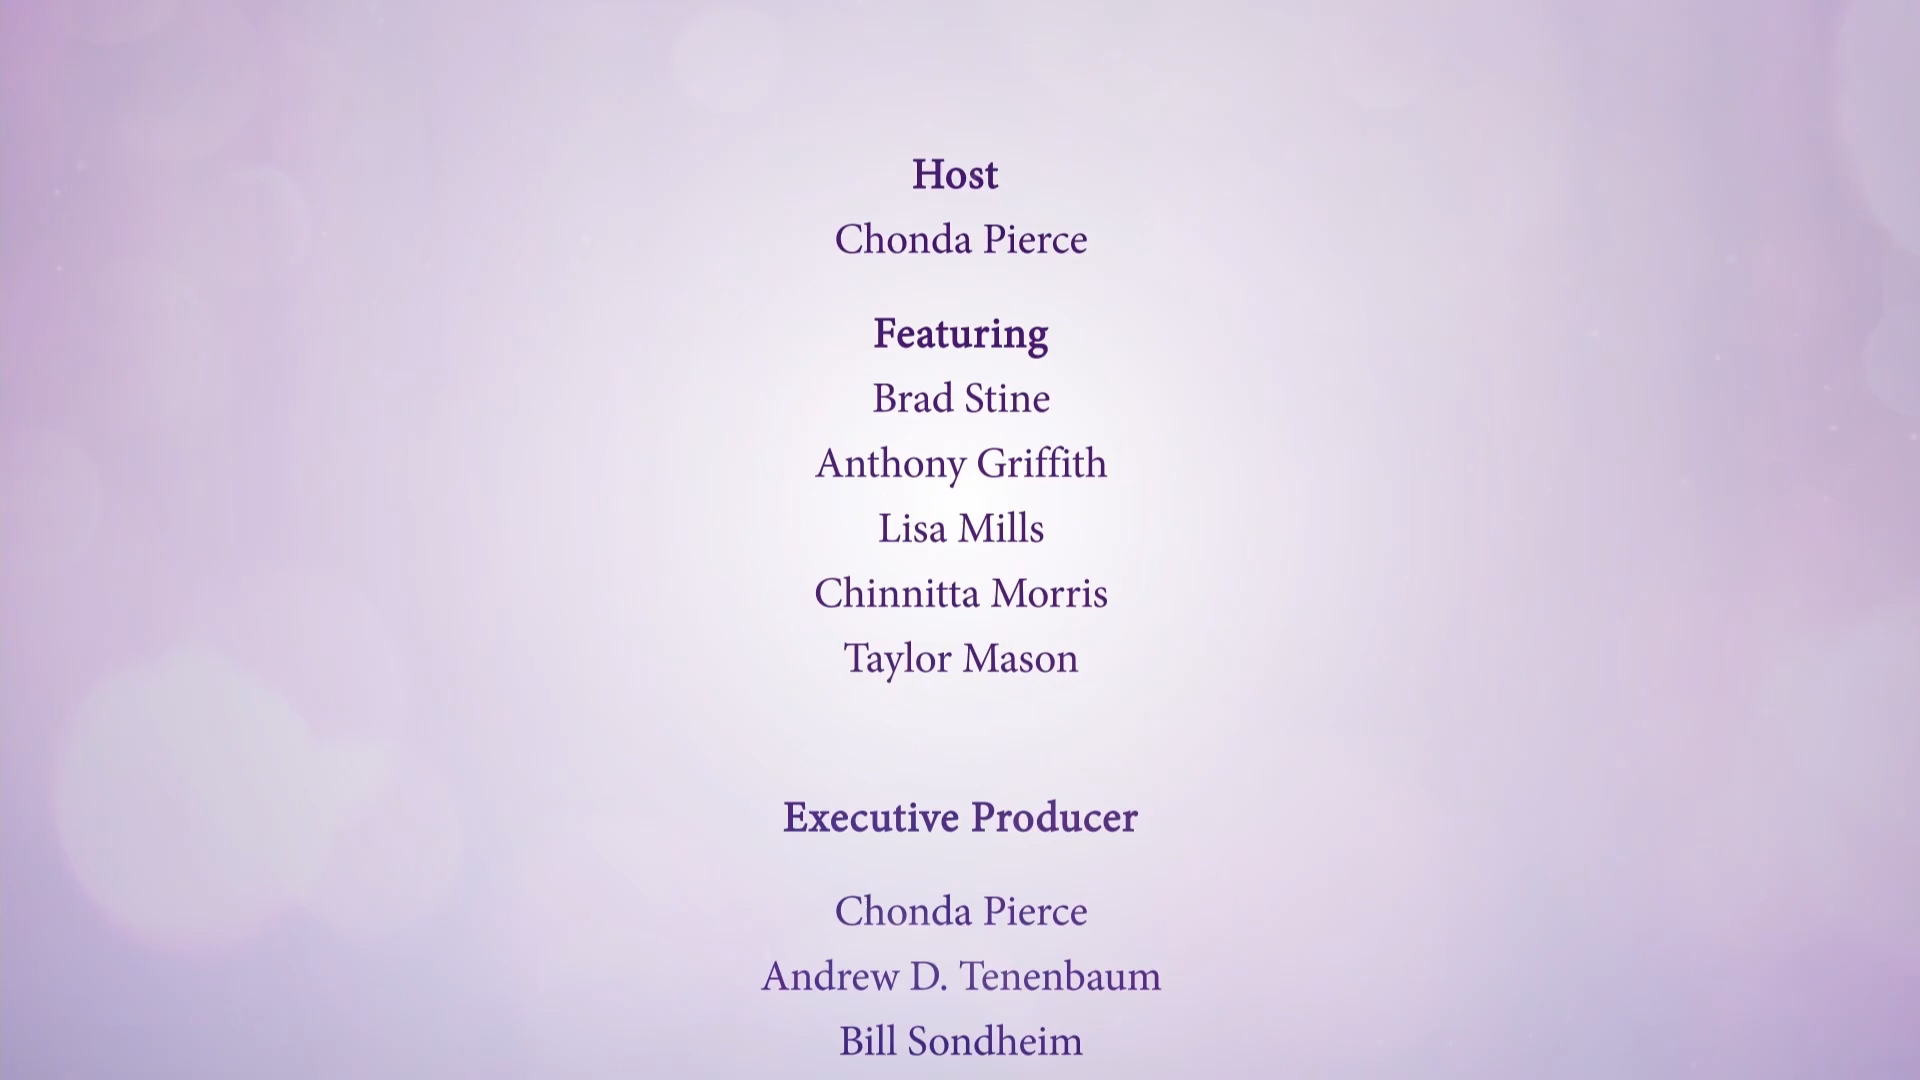 Host
Chonda Pierce
Featuring
Brad Stine
Anthony Griffith
Lisa Mills
Chinnitta Morris
Taylor Mason
Executive Producer
Chonda Pierce
Andrew D. Tenenbaum
Bill Sondheim